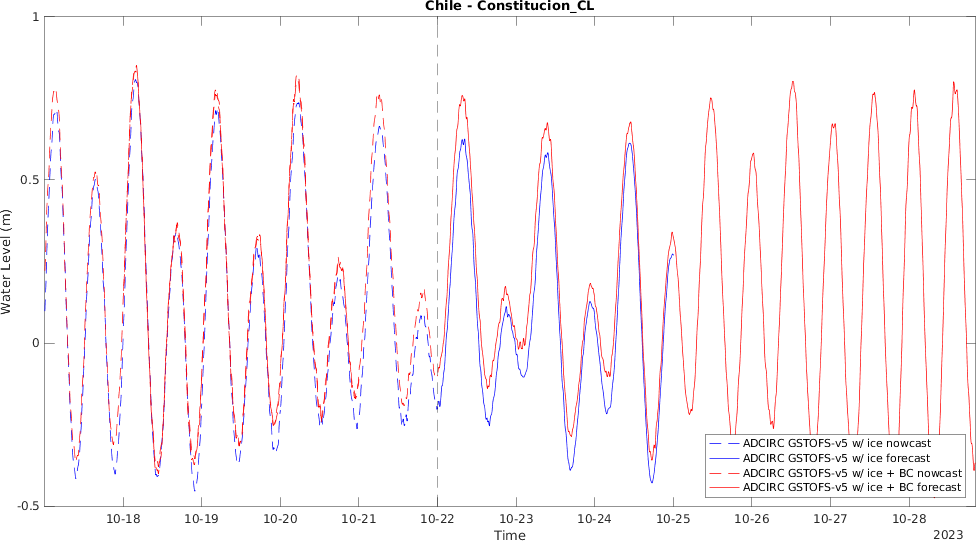 Chile - Constitucion_CL
1
0.5
0
-0.5
Water Level (m)
10-18 10-19 10-20 10-21 10-22 10-23 10-24 10-25 10-26 10-27 10-28
Time
2023
ADCIRC GSTOFS-v5 w/ ice nowcast
ADCIRC GSTOFS-v5 w/ ice forecast
ADCIRC GSTOFS-v5 w/ ice + BC nowcast
ADCIRC GSTOFS-v5 w/ ice + BC forecast